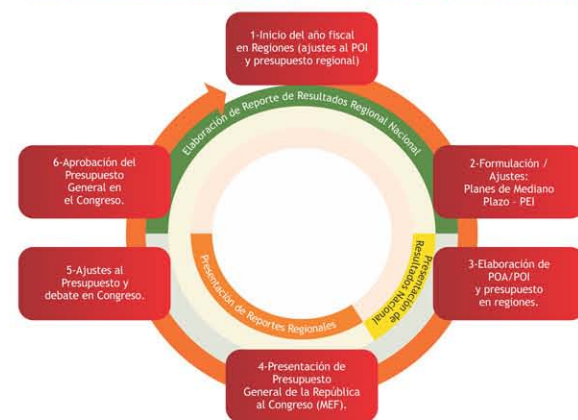 1-Inicio del año fiscal
en Regiones (ajustes al POI
y presupuesto regional)
Elaboración de Reporte de Resultados Regional Nacional
6-Aprobación del
Presupuesto
General en
el Congreso.
2-Formulación /
Ajustes:
Planes de Mediano
Plazo - PEI
5-Ajustes al
Presupuesto y
debate en Congreso.
Presentación de Reportes Regionales
Presentación de
Resultados Nacional
3-Elaboración de
POA/POI
y presupuesto
en regiones.
4-Presentación de
Presupuesto
General de la República
al Congreso (MEF).